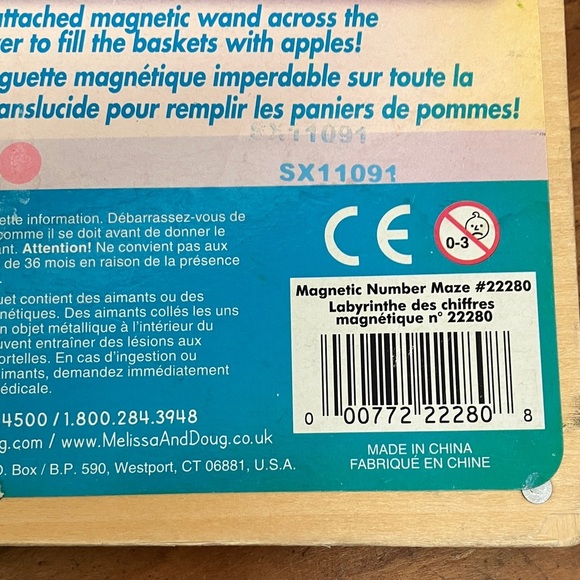 attached magnetic wand across the
er to fill the baskets with apples!
guette magnétique imperdable sur toute la
anslucide pour remplir les paniers de pommes!
SX11091
SX11091
ette information. Débarrassez-vous de
comme il se doit avant de donner le
ant. Attention! Ne convient pas aux
de 36 mois en raison de la présence
uet contient des aimants ou des
nétiques. Des aimants collés les uns
n objet métallique à l'intérieur du
uvent entraîner des lésions aux
ortelles. En cas d'ingestion ou
aimants, demandez immédiatement
édicale.
4500 / 1.800.284.3948
g.com / www.MelissaAndDoug.co.uk
O. Box / B.P. 590, Westport, CT 06881, U.S.A.
CE
0-3
Magnetic Number Maze #22280
Labyrinthe des chiffres
magnétique n° 22280
0 00772 22280 8
MADE IN CHINA
FABRIQUÉ EN CHINE